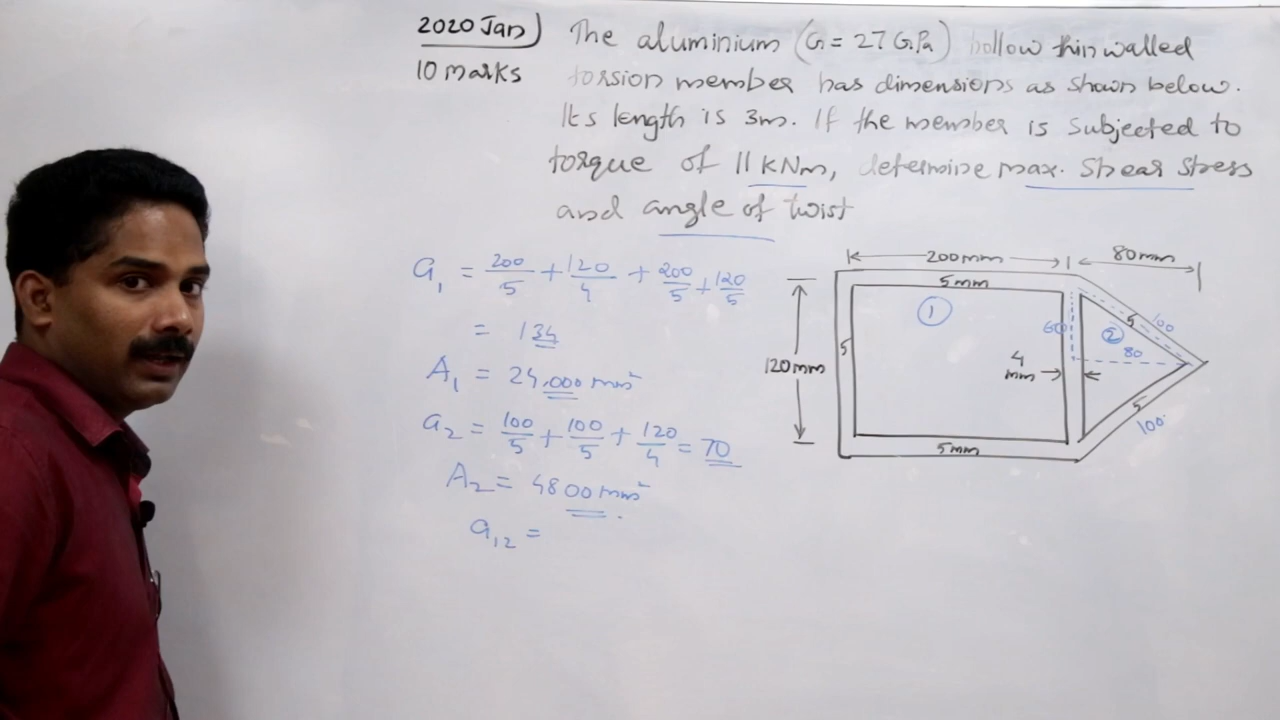 2020 Jan)
10 marks
The aluminium (G = 27 GPa) hollow thin walled
torsion member has dimensions as shown below.
Its length is 3m. If the member is subjected to
torque of 11 kNm, determine max. shear stress
and angle of twist
a₁ = 200/5 + 120/4 + 200/5 + 120/5
= 134
A₁ = 24,000 mm²
a₂ = 100/5 + 100/5 + 120/4 = 70
A₂ = 4800 mm²
a₁₂ =
200mm
80mm
5mm
1
5
100
60
2
120mm
5
4
mm
80
5
100
5mm